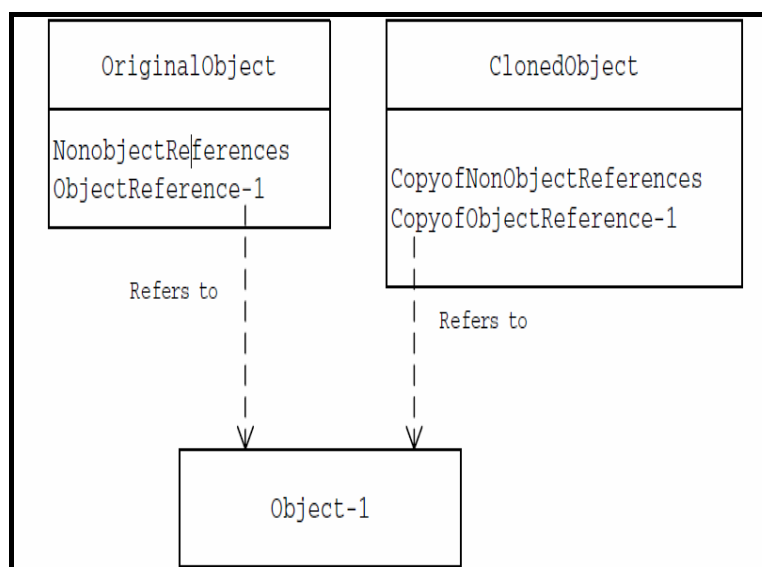 OriginalObject
NonobjectReferences
ObjectReference-1
ClonedObject
CopyofNonObjectReferences
CopyofObjectReference-1
Refers to
Refers to
Object-1